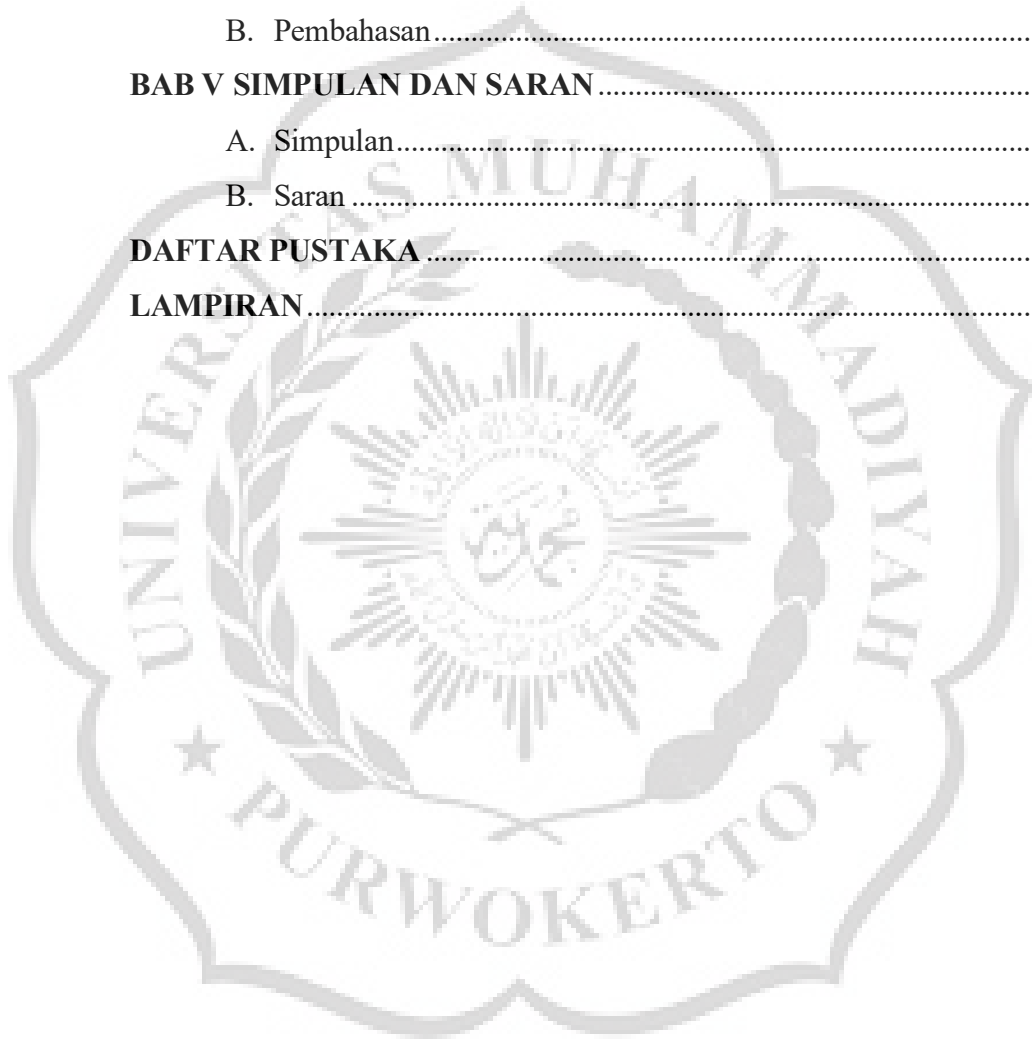 B. Pembahasan..........................................................................................
BAB V SIMPULAN DAN SARAN..........................................................
A. Simpulan..........................................................................................
B. Saran ..........................................................................................
DAFTAR PUSTAKA ..........................................................................................
LAMPIRAN..........................................................................................
UNIVERSITAS MUHAMMADIYAH
★ PURWOKERTO ★